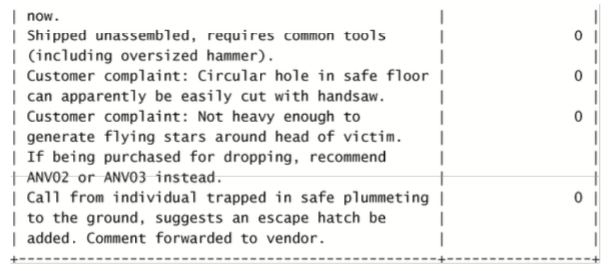 | now. | |
| Shipped unassembled, requires common tools | 0 |
| (including oversized hammer). | |
| Customer complaint: Circular hole in safe floor | 0 |
| can apparently be easily cut with handsaw. | |
| Customer complaint: Not heavy enough to | 0 |
| generate flying stars around head of victim. | |
| If being purchased for dropping, recommend | |
| ANV02 or ANV03 instead. | |
| Call from individual trapped in safe plummeting | 0 |
| to the ground, suggests an escape hatch be | |
| added. Comment forwarded to vendor. | |
+-------------------------------------------------+----------------+